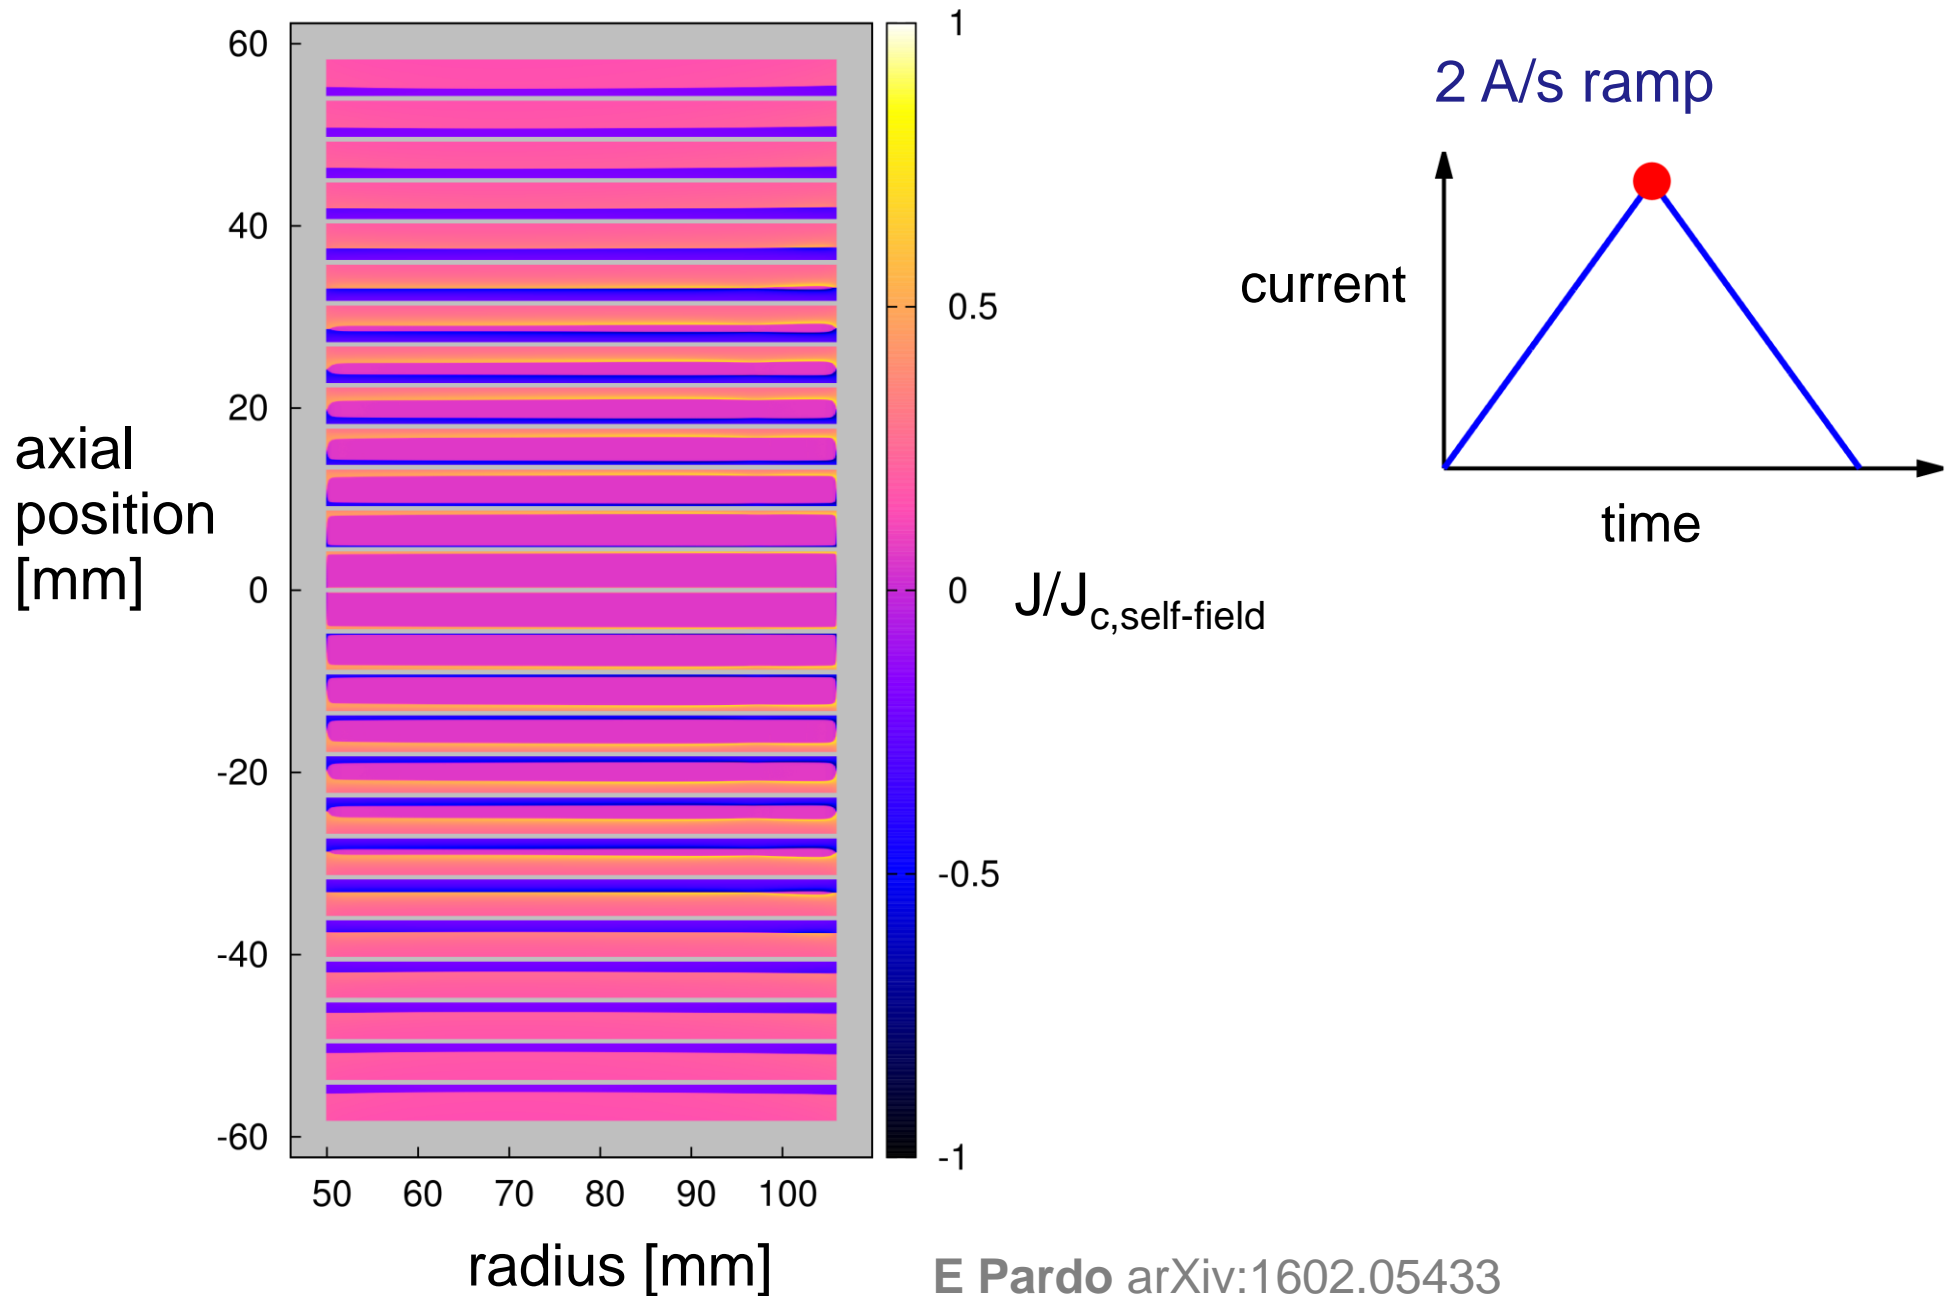 60
40
20
0
-20
-40
-60
axial
position
[mm]
50 60 70 80 90 100
radius [mm]
1
0.5
0
-0.5
-1
J/J_c,self-field
2 A/s ramp
current
time
E Pardo arXiv:1602.05433